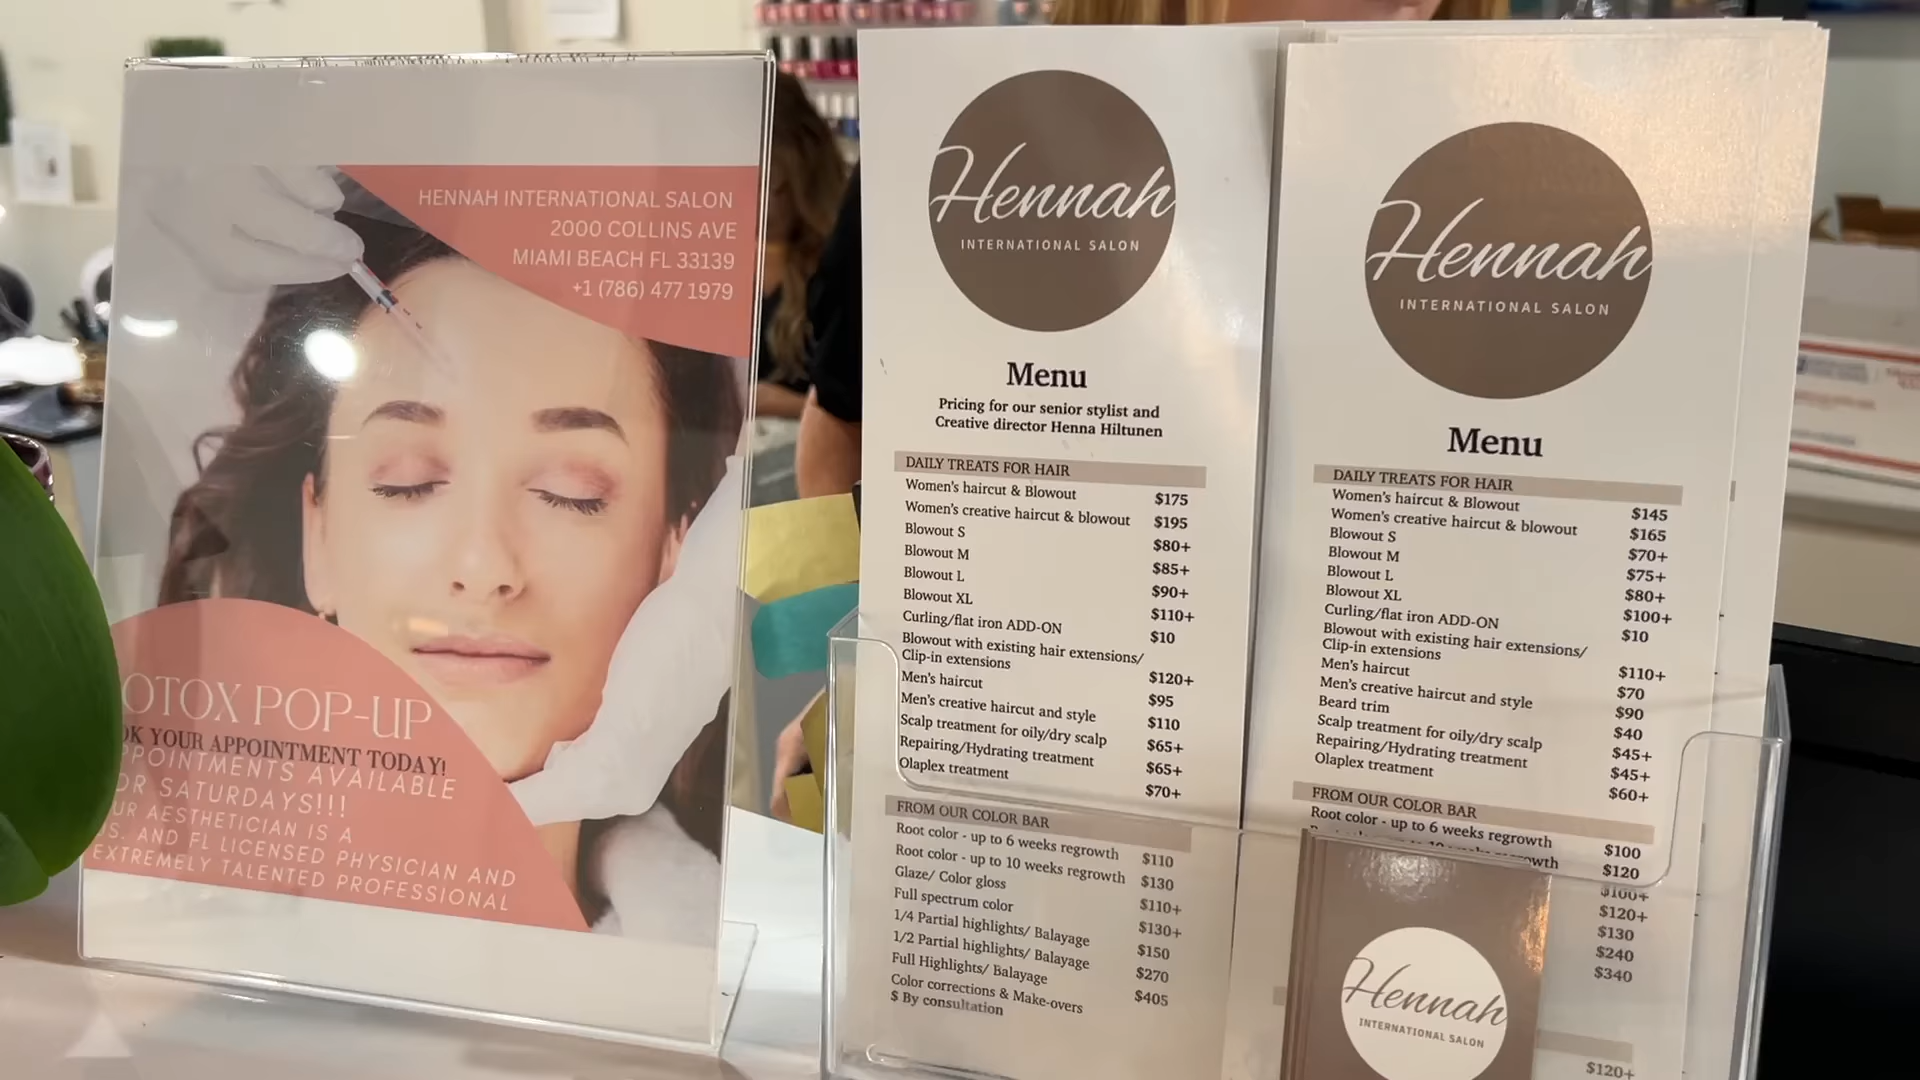 HENNAH INTERNATIONAL SALON
2000 COLLINS AVE
MIAMI BEACH FL 33139
+1 (786) 477 1979
OTOX POP-UP
OK YOUR APPOINTMENT TODAY!
PPOINTMENTS AVAILABLE
OR SATURDAYS!!!
UR AESTHETICIAN IS A
US. AND FL LICENSED PHYSICIAN AND
EXTREMELY TALENTED PROFESSIONAL
Hennah
INTERNATIONAL SALON
Menu
Pricing for our senior stylist and
Creative director Henna Hiltunen
DAILY TREATS FOR HAIR
Women's haircut & Blowout $175
Women's creative haircut & blowout $195
Blowout S $80+
Blowout M $85+
Blowout L $90+
Blowout XL $110+
Curling/flat iron ADD-ON $10
Blowout with existing hair extensions/
Clip-in extensions $120+
Men's haircut $95
Men's creative haircut and style $110
Scalp treatment for oily/dry scalp $65+
Repairing/Hydrating treatment $65+
Olaplex treatment $70+
FROM OUR COLOR BAR
Root color - up to 6 weeks regrowth $110
Root color - up to 10 weeks regrowth $130
Glaze/ Color gloss $110+
Full spectrum color $130+
1/4 Partial highlights/ Balayage $150
1/2 Partial highlights/ Balayage $270
Full Highlights/ Balayage $405
Color corrections & Make-overs
$ By consultation
Hennah
INTERNATIONAL SALON
Menu
DAILY TREATS FOR HAIR
Women's haircut & Blowout $145
Women's creative haircut & blowout $165
Blowout S $70+
Blowout M $75+
Blowout L $80+
Blowout XL $100+
Curling/flat iron ADD-ON $10
Blowout with existing hair extensions/
Clip-in extensions $110+
Men's haircut $70
Men's creative haircut and style $90
Beard trim $40
Scalp treatment for oily/dry scalp $45+
Repairing/Hydrating treatment $45+
Olaplex treatment $60+
FROM OUR COLOR BAR
Root color - up to 6 weeks regrowth $100
$120
$100+
$120+
$130
$240
$340
$120+
Hennah
INTERNATIONAL SALON